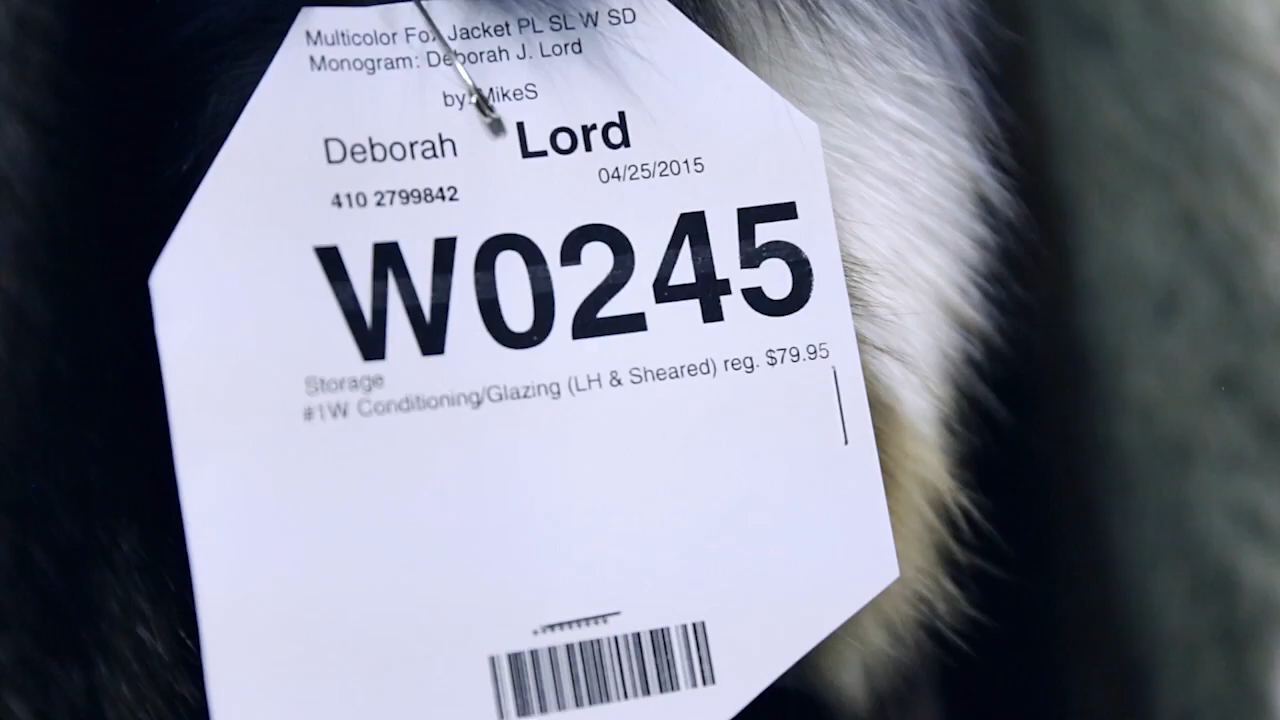 Multicolor Fox Jacket PL SL W SD
Monogram: Deborah J. Lord
by MikeS
Deborah Lord
410 2799842
04/25/2015
W0245
Storage
#1W Conditioning/Glazing (LH & Sheared) reg. $79.95